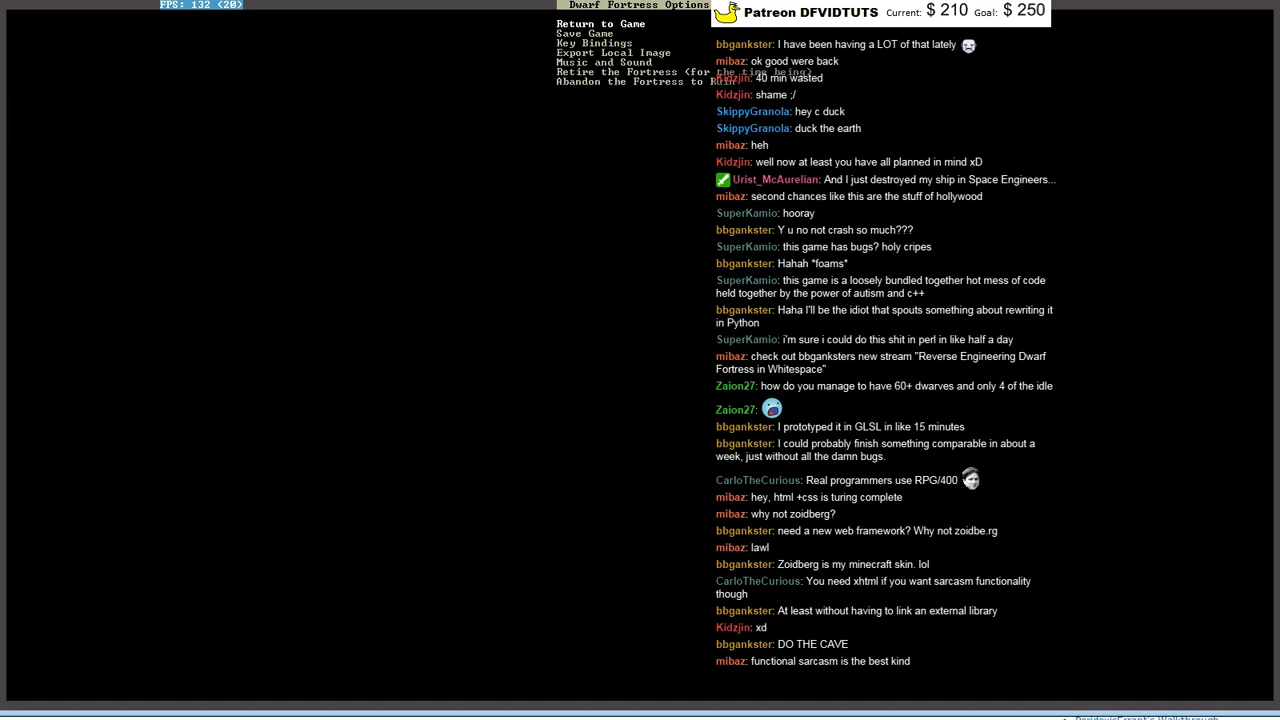 FPS: 132 (20)
Dwarf Fortress Options
Return to Game
Save Game
Key Bindings
Export Local Image
Music and Sound
Retire the Fortress (for the time being)
Abandon the Fortress to Ruin
Patreon DFVIDTUTS Current: $ 210 Goal: $ 250
bbgankster: I have been having a LOT of that lately
mibaz: ok good were back
Kidzjin: 40 min wasted
Kidzjin: shame ;/
SkippyGranola: hey c duck
SkippyGranola: duck the earth
mibaz: heh
Kidzjin: well now at least you have all planned in mind xD
Urist_McAurelian: And I just destroyed my ship in Space Engineers...
mibaz: second chances like this are the stuff of hollywood
SuperKamio: hooray
bbgankster: Y u no not crash so much???
SuperKamio: this game has bugs? holy cripes
bbgankster: Hahah *foams*
SuperKamio: this game is a loosely bundled together hot mess of code
held together by the power of autism and c++
bbgankster: Haha I'll be the idiot that spouts something about rewriting it
in Python
SuperKamio: i'm sure i could do this shit in perl in like half a day
mibaz: check out bbganksters new stream "Reverse Engineering Dwarf
Fortress in Whitespace"
Zaion27: how do you manage to have 60+ dwarves and only 4 of the idle
Zaion27:
bbgankster: I prototyped it in GLSL in like 15 minutes
bbgankster: I could probably finish something comparable in about a
week, just without all the damn bugs.
CarloTheCurious: Real programmers use RPG/400
mibaz: hey, html +css is turing complete
mibaz: why not zoidberg?
bbgankster: need a new web framework? Why not zoidbe.rg
mibaz: lawl
bbgankster: Zoidberg is my minecraft skin. lol
CarloTheCurious: You need xhtml if you want sarcasm functionality
though
bbgankster: At least without having to link an external library
Kidzjin: xd
bbgankster: DO THE CAVE
mibaz: functional sarcasm is the best kind